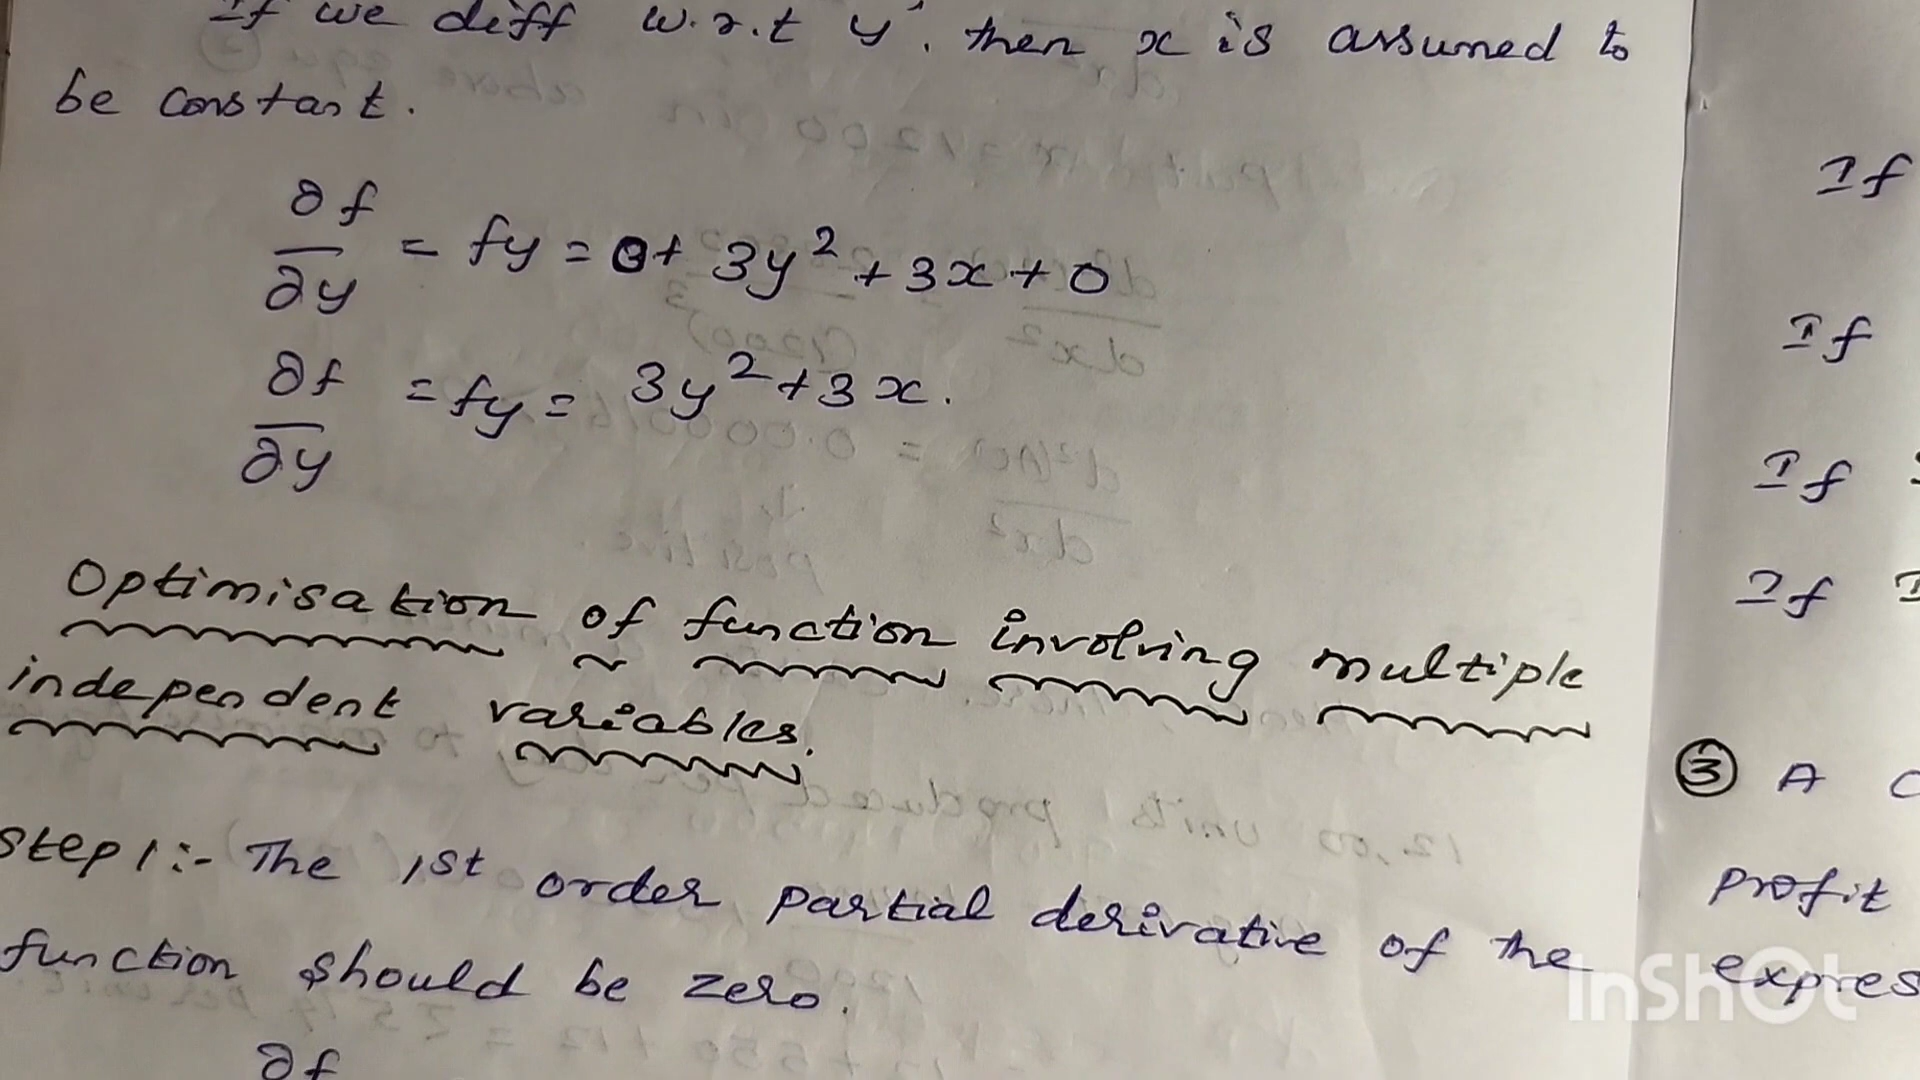 If we diff w.r.t y, then x is assumed to
be constant.
∂f/∂y = fy = 0 + 3y² + 3x + 0
∂f/∂y = fy = 3y² + 3x.
Optimisation of function involving multiple
independent variables.
Step 1:- The 1st order partial derivative of the
function should be zero.
∂f
If
If
If
If
③ A
profit
expres
InShOt